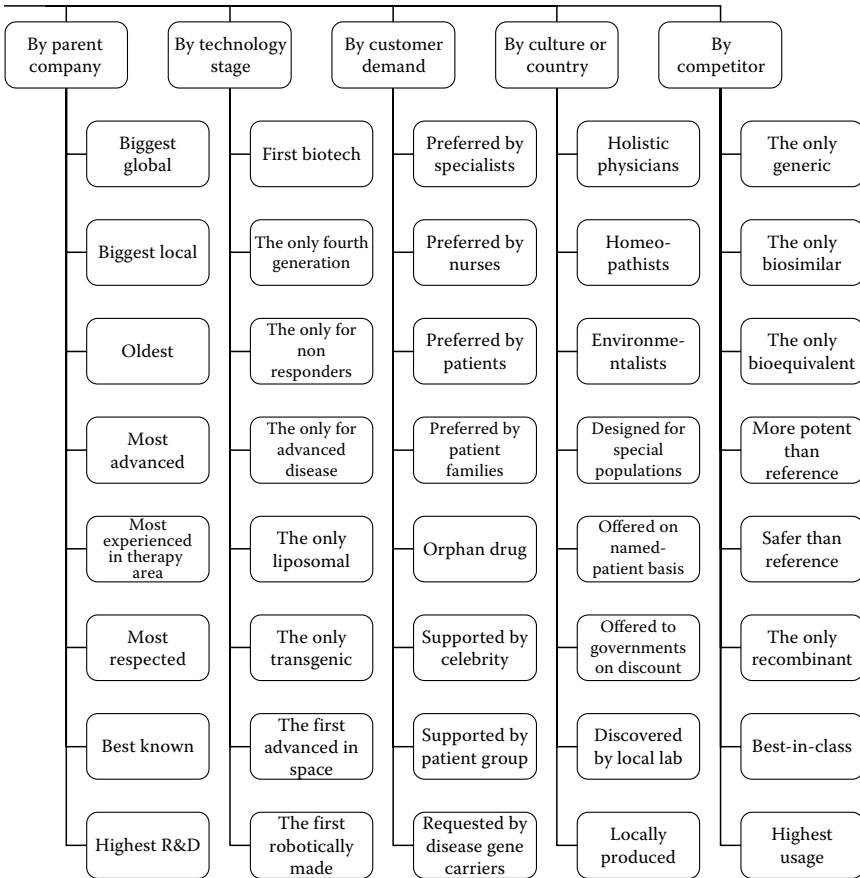 By parent
company
By technology
stage
By customer
demand
By culture or
country
By
competitor
Biggest
global
First biotech
Preferred by
specialists
Holistic
physicians
The only
generic
Biggest local
The only fourth
generation
Preferred by
nurses
Homeo-
pathists
The only
biosimilar
Oldest
The only for
non
responders
Preferred by
patients
Environme-
ntalists
The only
bioequivalent
Most
advanced
The only for
advanced
disease
Preferred by
patient
families
Designed for
special
populations
More potent
than
reference
Most
experienced
in therapy
area
The only
liposomal
Orphan drug
Offered on
named-
patient basis
Safer than
reference
Most
respected
The only
transgenic
Supported by
celebrity
Offered to
governments
on discount
The only
recombinant
Best known
The first
advanced in
space
Supported by
patient group
Discovered
by local lab
Best-in-class
Highest R&D
The first
robotically
made
Requested by
disease gene
carriers
Locally
produced
Highest
usage